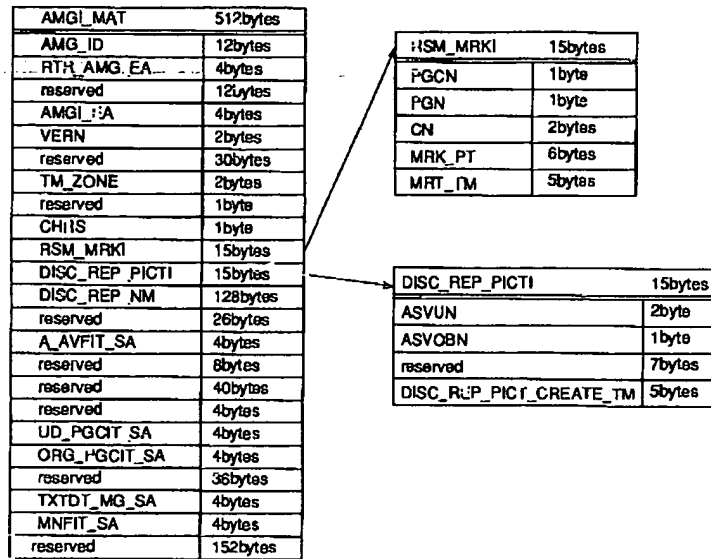 AMGI_MAT 512bytes
AMG_ID 12bytes
RTR_AMG_EA 4bytes
reserved 12bytes
AMGI_EA 4bytes
VERN 2bytes
reserved 30bytes
TM_ZONE 2bytes
reserved 1byte
CHRS 1byte
RSM_MRKI 15bytes
DISC_REP_PICTI 15bytes
DISC_REP_NM 128bytes
reserved 26bytes
A_AVFIT_SA 4bytes
reserved 8bytes
reserved 40bytes
reserved 4bytes
UD_PGCIT_SA 4bytes
ORG_PGCIT_SA 4bytes
reserved 36bytes
TXTDT_MG_SA 4bytes
MNFIT_SA 4bytes
reserved 152bytes
RSM_MRKI 15bytes
PGCN 1byte
PGN 1byte
CN 2bytes
MRK_PT 6bytes
MRT_TM 5bytes
DISC_REP_PICTI 15bytes
ASVUN 2byte
ASVOBN 1byte
reserved 7bytes
DISC_REP_PICT_CREATE_TM 5bytes